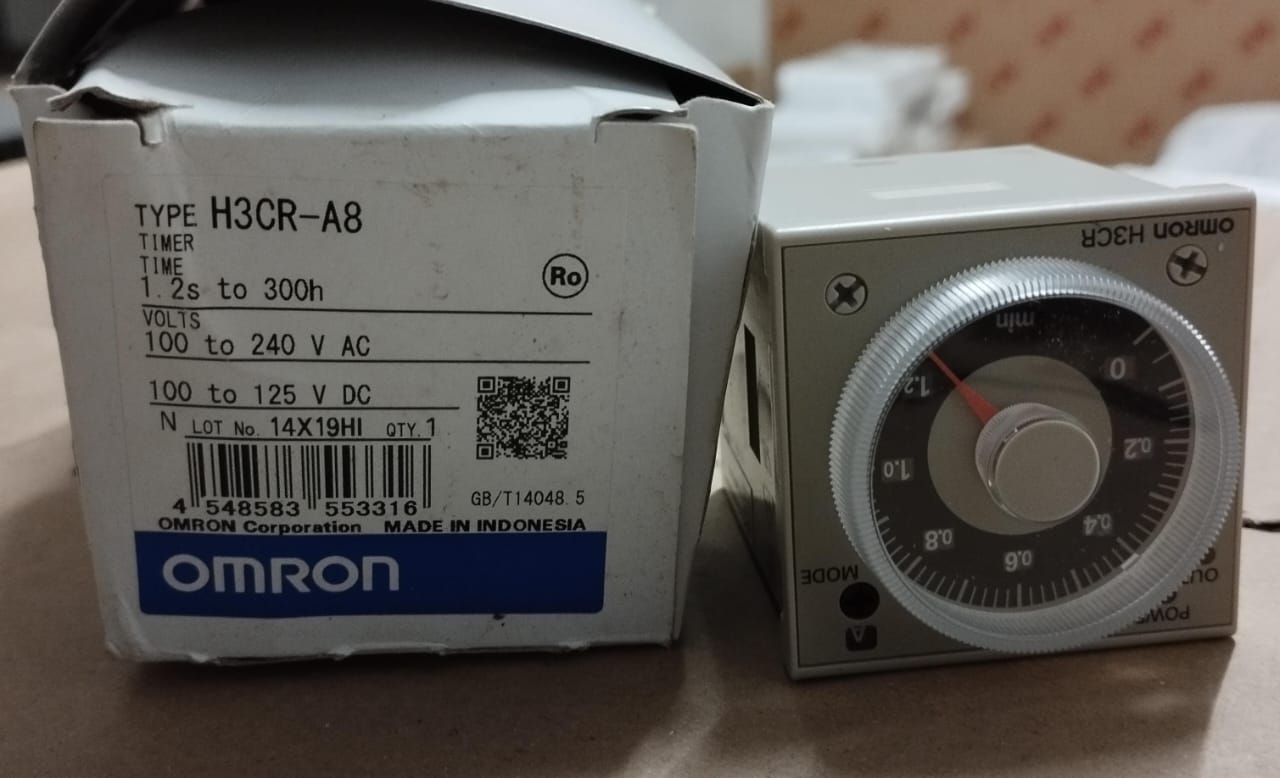 TYPE H3CR-A8
TIMER
TIME
1.2s to 300h
Ro
VOLTS
100 to 240 V AC
100 to 125 V DC
N LOT No. 14X19HI QTY.1
4 548583 553316
GB/T14048.5
OMRON Corporation MADE IN INDONESIA
OMRON
OMRON H3CR
min
0
0.2
0.4
0.6
0.8
1.0
1.2
MODE
A